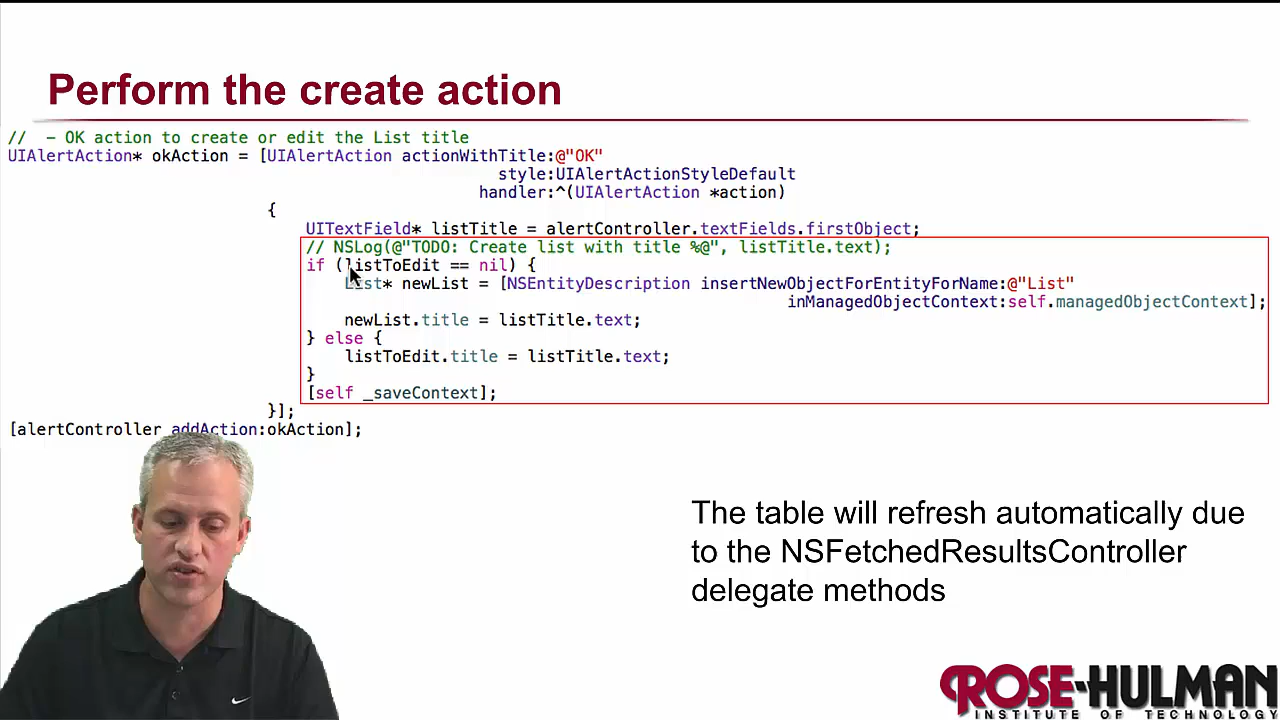 Perform the create action
//  - OK action to create or edit the List title
UIAlertAction* okAction = [UIAlertAction actionWithTitle:@"OK"
style:UIAlertActionStyleDefault
handler:^(UIAlertAction *action)
{
UITextField* listTitle = alertController.textFields.firstObject;
// NSLog(@"TODO: Create list with title %@", listTitle.text);
if (listToEdit == nil) {
List* newList = [NSEntityDescription insertNewObjectForEntityForName:@"List"
inManagedObjectContext:self.managedObjectContext];
newList.title = listTitle.text;
} else {
listToEdit.title = listTitle.text;
}
[self _saveContext];
}];
[alertController addAction:okAction];
The table will refresh automatically due
to the NSFetchedResultsController
delegate methods
ROSE-HULMAN
INSTITUTE OF TECHNOLOGY